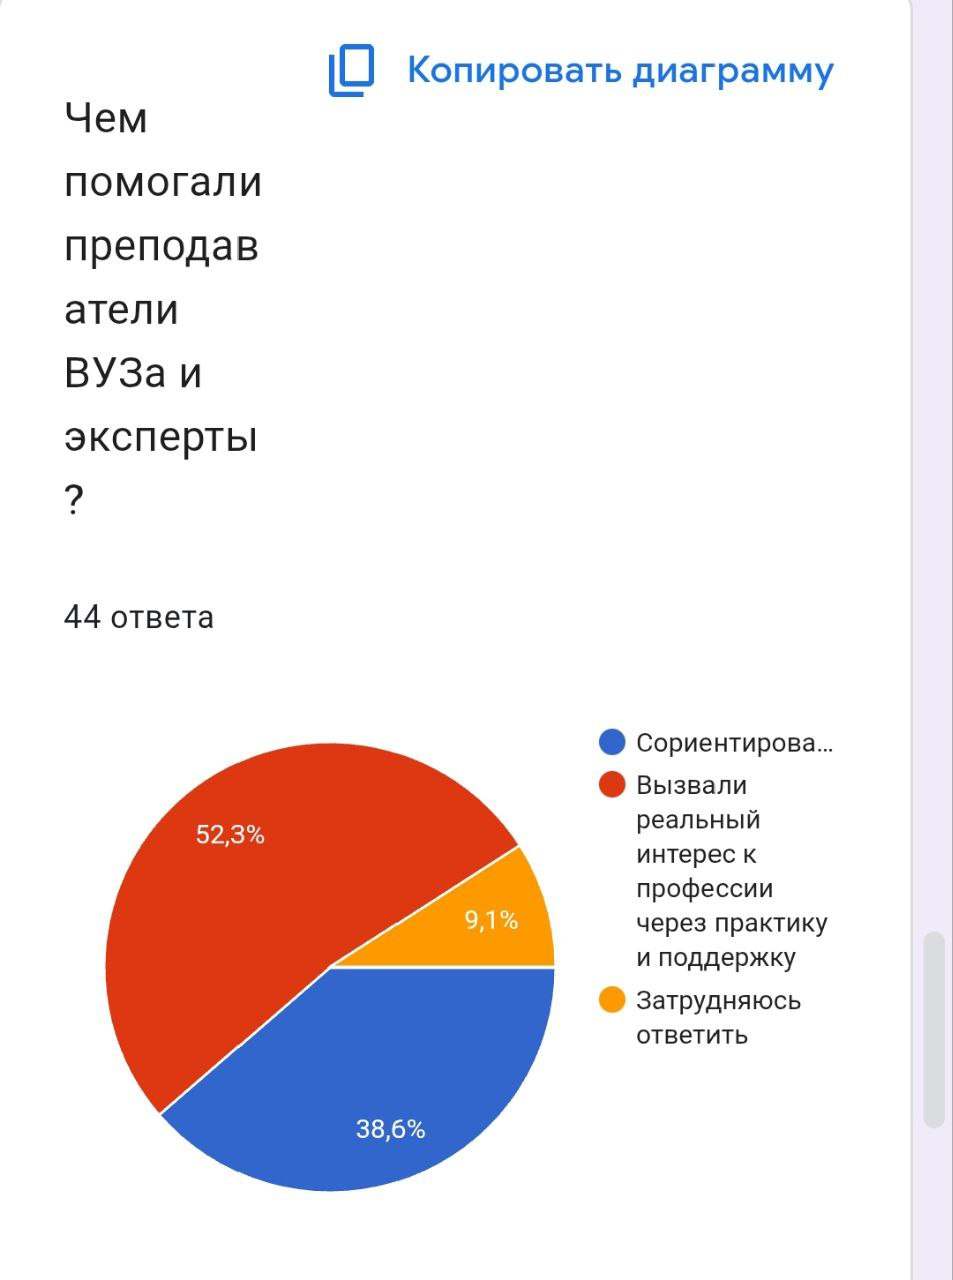 Копировать диаграмму
Чем
помогали
преподав
атели
ВУЗа и
эксперты
?
44 ответа
52,3%
9,1%
38,6%
Сориентирова...
Вызвали
реальный
интерес к
профессии
через практику
и поддержку
Затрудняюсь
ответить